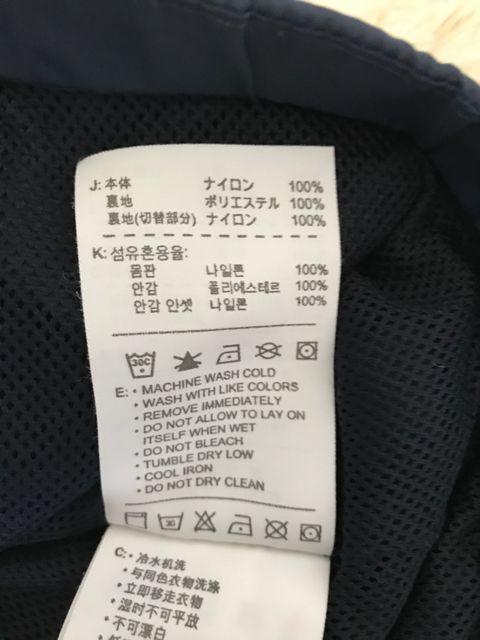 J: 本体 ナイロン 100%
裏地 ポリエステル 100%
裏地(切替部分) ナイロン 100%
K: 섬유혼용율:
몸판 나일론 100%
안감 폴리에스테르 100%
안감 인셋 나일론 100%
30C
E: • MACHINE WASH COLD
• WASH WITH LIKE COLORS
• REMOVE IMMEDIATELY
• DO NOT ALLOW TO LAY ON
ITSELF WHEN WET
• DO NOT BLEACH
• TUMBLE DRY LOW
• COOL IRON
• DO NOT DRY CLEAN
30
C: • 冷水机洗
• 与同色衣物洗涤
• 立即移走衣物
• 湿时不可平放
• 不可漂白